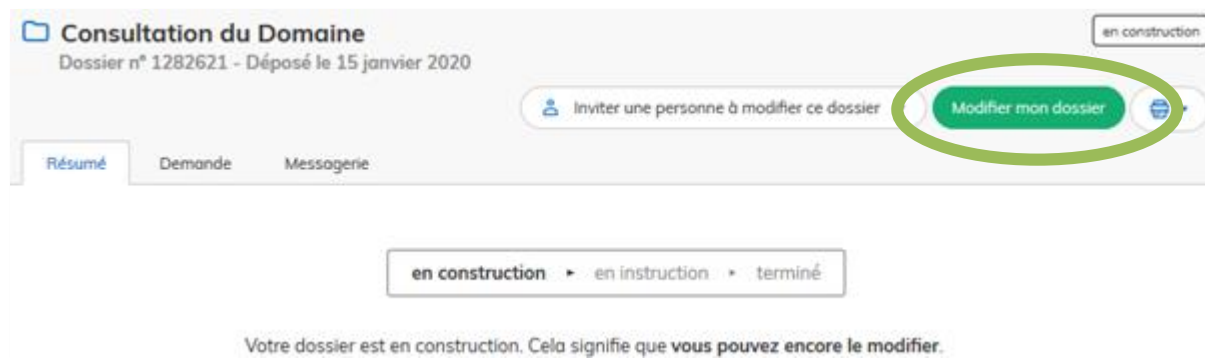 Consultation du Domaine
en construction
Dossier n° 1282621 - Déposé le 15 janvier 2020
Inviter une personne à modifier ce dossier
Modifier mon dossier
Résumé Demande Messagerie
en construction ▸ en instruction ▸ terminé
Votre dossier est en construction. Cela signifie que vous pouvez encore le modifier.